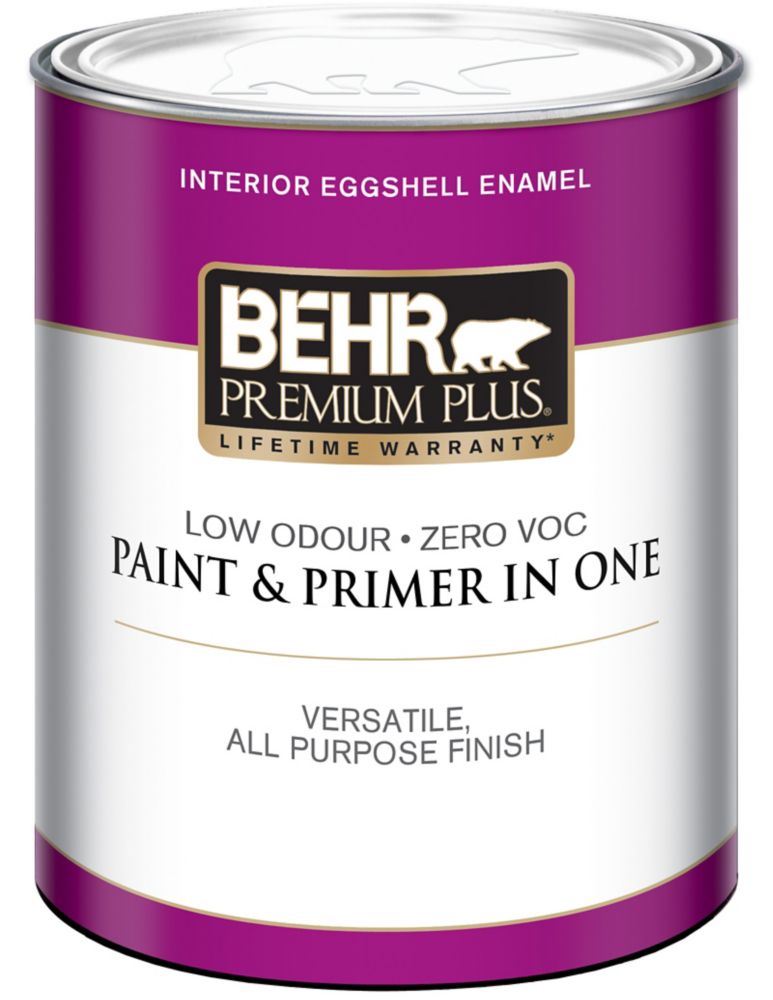 INTERIOR EGGSHELL ENAMEL
BEHR
PREMIUM PLUS®
LIFETIME WARRANTY*
LOW ODOUR • ZERO VOC
PAINT & PRIMER IN ONE
VERSATILE,
ALL PURPOSE FINISH